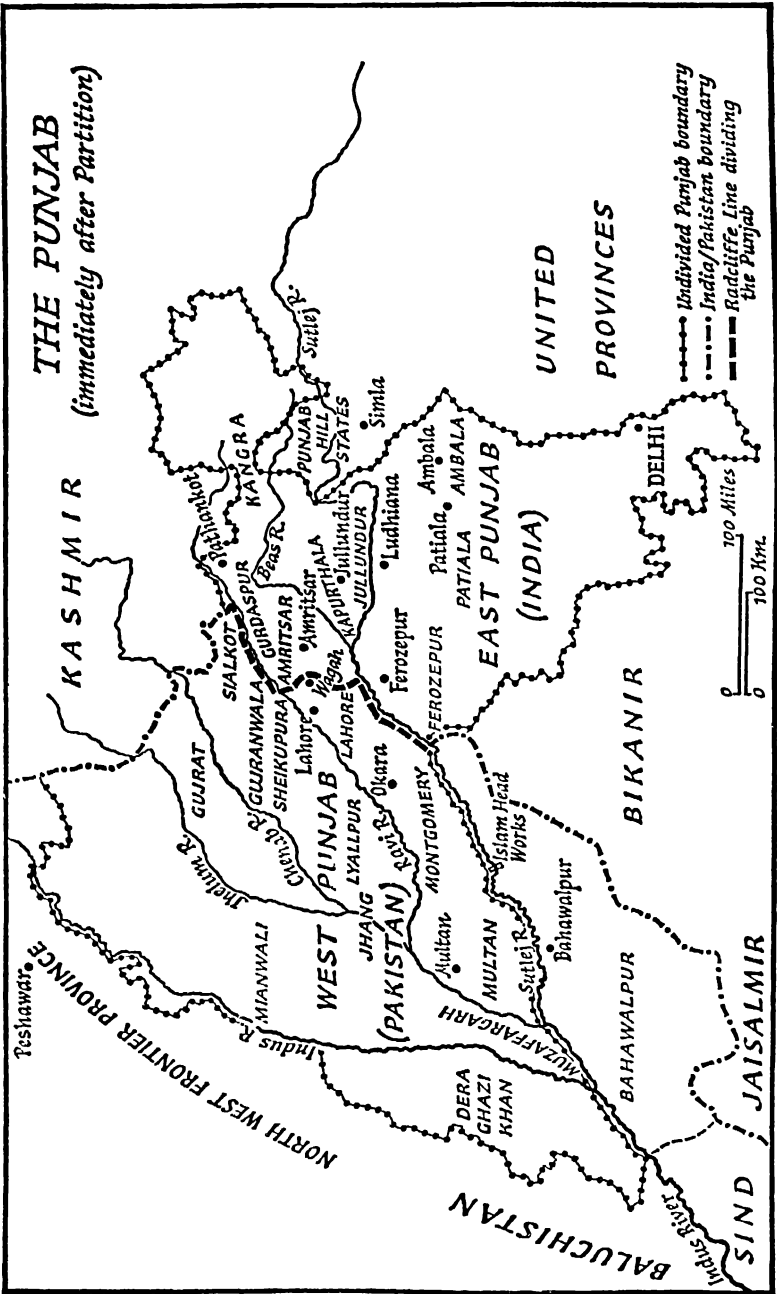 THE PUNJAB
(immediately after Partition)
KASHMIR
Peshawar
NORTH WEST FRONTIER PROVINCE
BALUCHISTAN
SIND
JAISALMIR
BIKANIR
UNITED
PROVINCES
Indus R.
Jhelum R.
Chenab R.
Ravi R.
Beas R.
Sutlej R.
Sutlej R.
Indus River
MIANWALI
GUJRAT
SIALKOT
GUJRANWALA
SHEIKUPURA
GURDASPUR
AMRITSAR
Pathankot
KANGRA
PUNJAB
HILL
STATES
Simla
Amritsar
Wagah
Lahore
LAHORE
KAPURTHALA
Jullundur
JULLUNDUR
Ludhiana
Ferozepur
FEROZEPUR
Patiala
PATIALA
Ambala
AMBALA
EAST PUNJAB
(INDIA)
DELHI
WEST PUNJAB
(PAKISTAN)
JHANG
LYALLPUR
Okara
MONTGOMERY
Multan
MULTAN
MUZAFFARGARH
DERA
GHAZI
KHAN
Islam Head
Works
Bahawalpur
BAHAWALPUR
Undivided Punjab boundary
India/Pakistan boundary
Radcliffe Line dividing
the Punjab
0 100 Miles
0 100 Km.